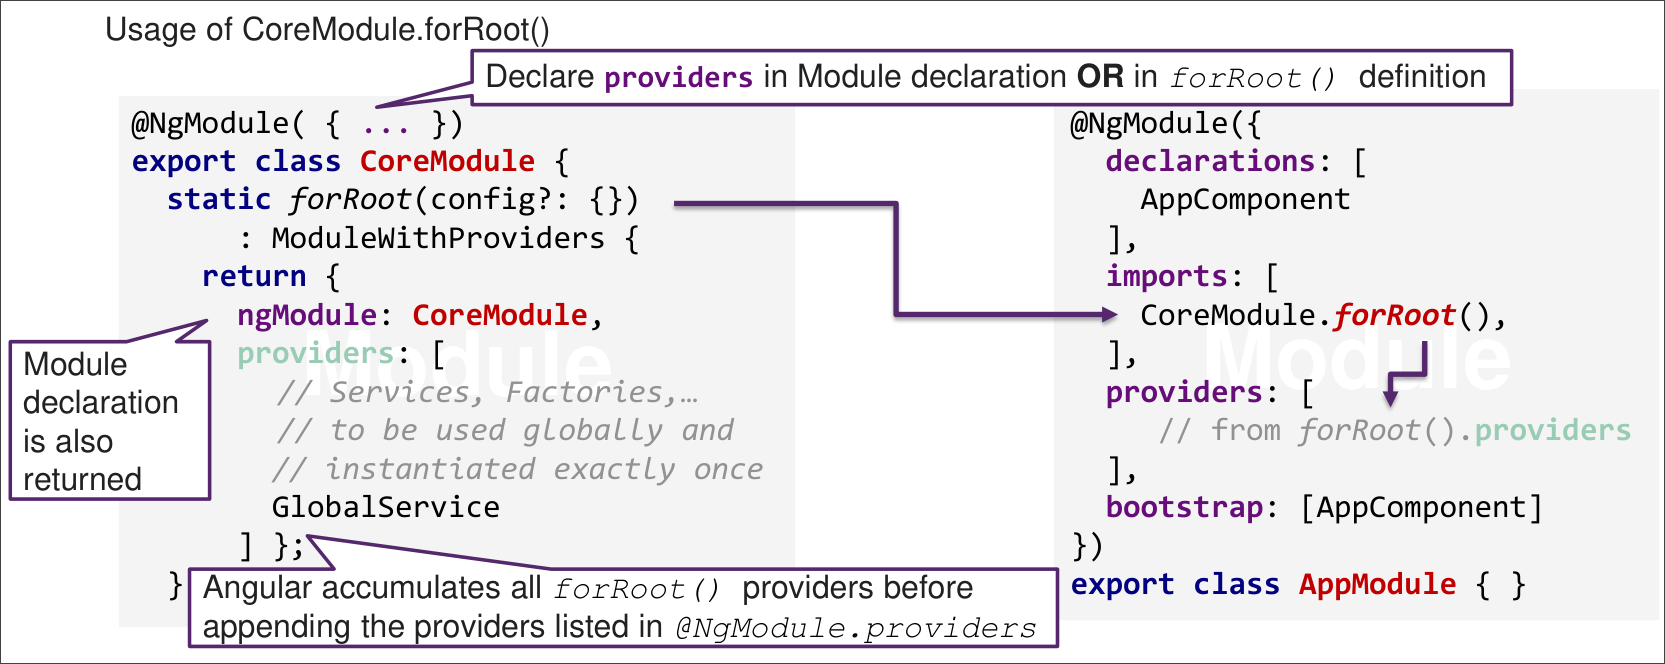 Usage of CoreModule.forRoot()
Declare providers in Module declaration OR in forRoot() definition
@NgModule( { ... })
export class CoreModule {
static forRoot(config?: {})
: ModuleWithProviders {
return {
ngModule: CoreModule,
providers: [
// Services, Factories,…
// to be used globally and
// instantiated exactly once
GlobalService
] };
}
Module
Module
declaration
is also
returned
Angular accumulates all forRoot() providers before
appending the providers listed in @NgModule.providers
@NgModule({
declarations: [
AppComponent
],
imports: [
CoreModule.forRoot(),
],
providers: [
// from forRoot().providers
],
bootstrap: [AppComponent]
})
export class AppModule { }
Module